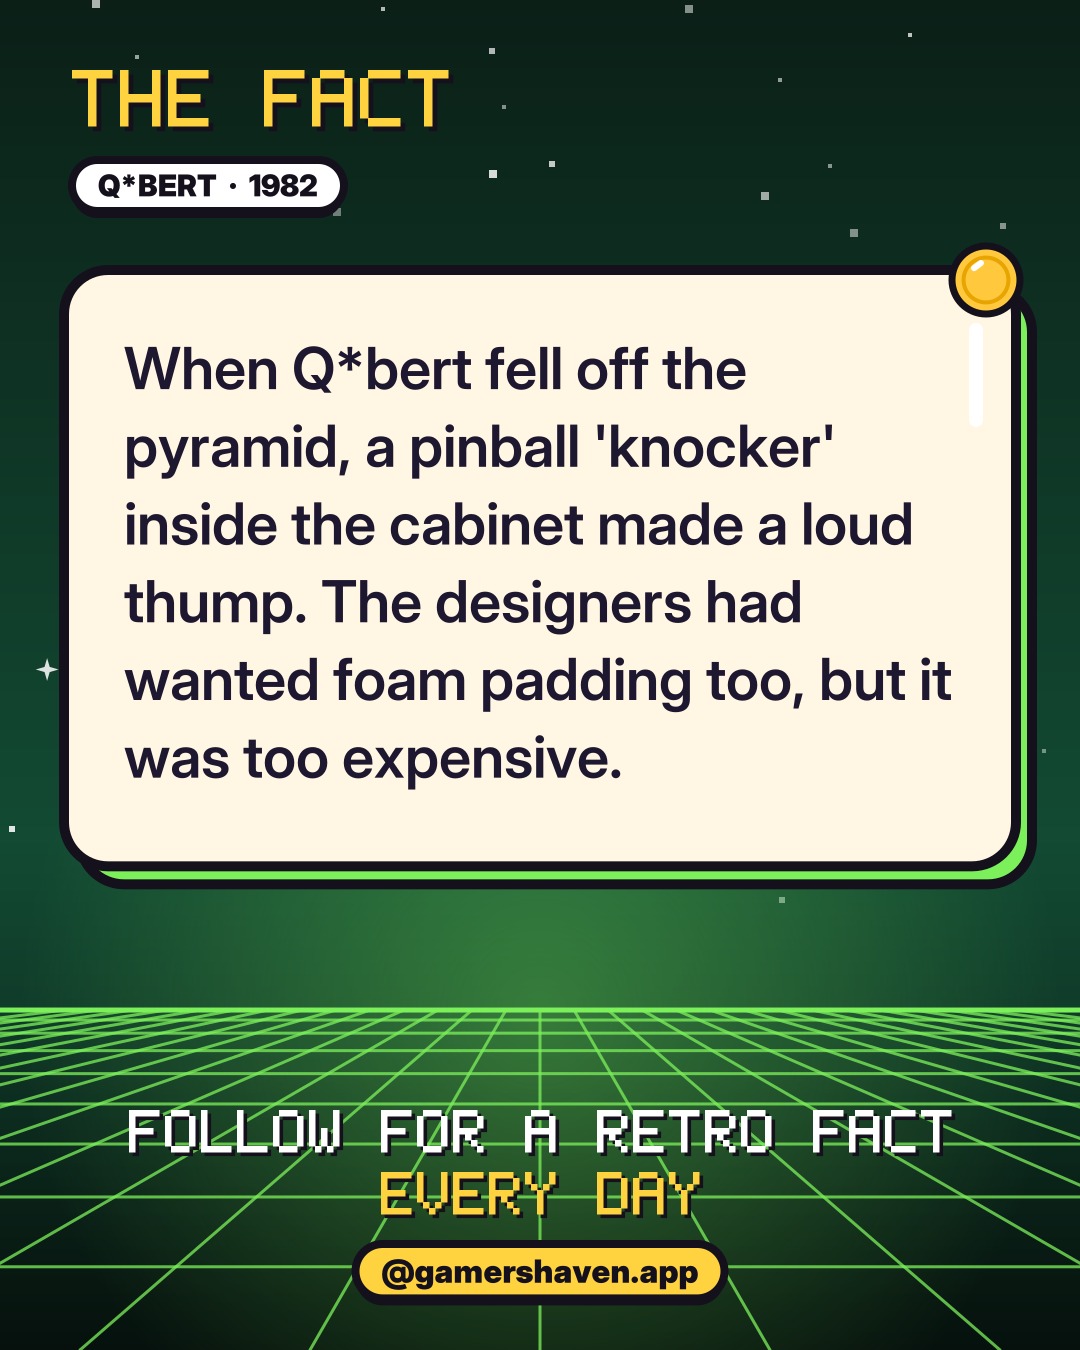 THE FACT
Q*BERT · 1982
When Q*bert fell off the
pyramid, a pinball 'knocker'
inside the cabinet made a loud
thump. The designers had
wanted foam padding too, but it
was too expensive.
FOLLOW FOR A RETRO FACT
EVERY DAY
@gamershaven.app